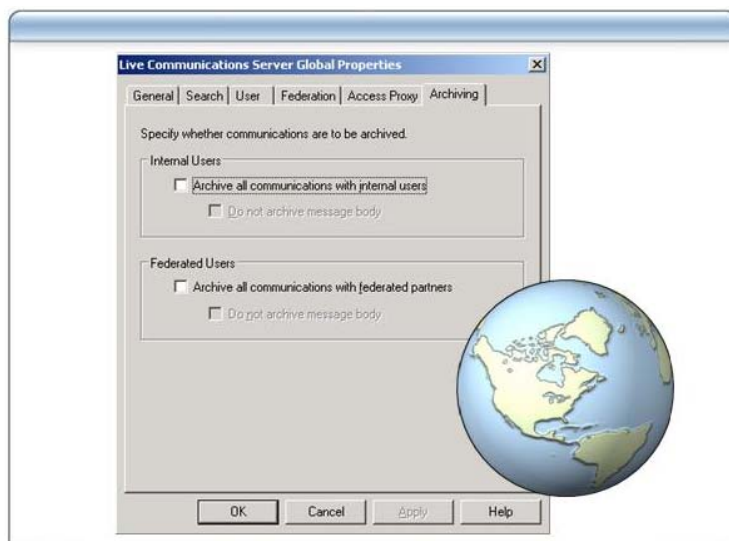 Live Communications Server Global Properties
General Search User Federation Access Proxy Archiving
Specify whether communications are to be archived.
Internal Users
Archive all communications with internal users
Do not archive message body
Federated Users
Archive all communications with federated partners
Do not archive message body
OK Cancel Apply Help